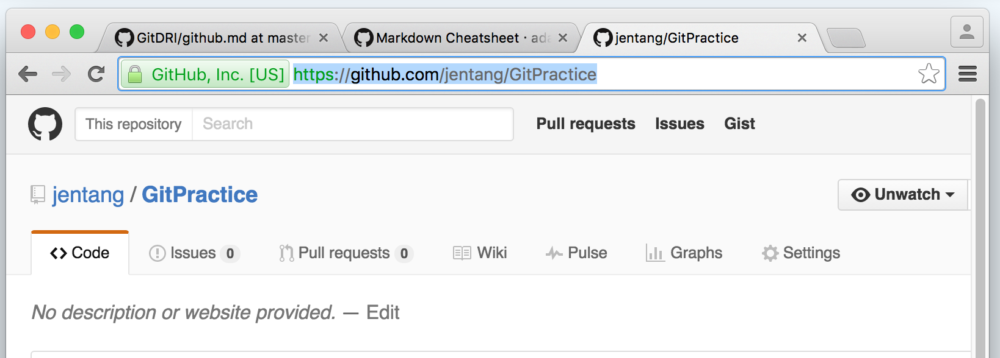 GitDRI/github.md at master
Markdown Cheatsheet · ada
jentang/GitPractice
GitHub, Inc. [US] https://github.com/jentang/GitPractice
This repository Search Pull requests Issues Gist
jentang / GitPractice Unwatch
Code Issues 0 Pull requests 0 Wiki Pulse Graphs Settings
No description or website provided. — Edit